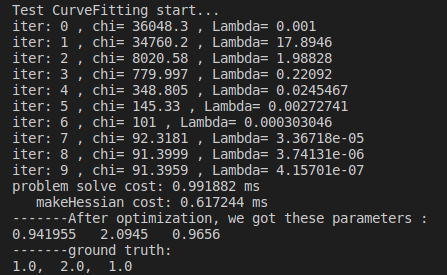 Test CurveFitting start...
iter: 0 , chi= 36048.3 , Lambda= 0.001
iter: 1 , chi= 34760.2 , Lambda= 17.8946
iter: 2 , chi= 8020.58 , Lambda= 1.98828
iter: 3 , chi= 779.997 , Lambda= 0.22092
iter: 4 , chi= 348.805 , Lambda= 0.0245467
iter: 5 , chi= 145.33 , Lambda= 0.00272741
iter: 6 , chi= 101 , Lambda= 0.000303046
iter: 7 , chi= 92.3181 , Lambda= 3.36718e-05
iter: 8 , chi= 91.3999 , Lambda= 3.74131e-06
iter: 9 , chi= 91.3959 , Lambda= 4.15701e-07
problem solve cost: 0.991882 ms
   makeHessian cost: 0.617244 ms
-------After optimization, we got these parameters :
0.941955   2.0945   0.9656
-------ground truth:
1.0,  2.0,  1.0